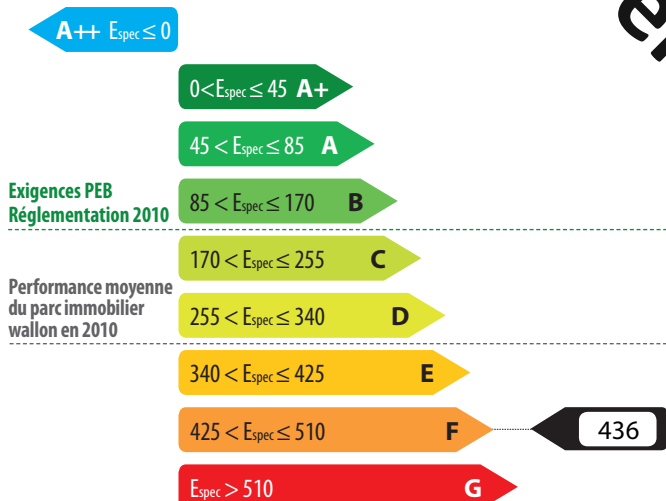 A++ Espec ≤ 0
0<Espec ≤ 45 A+
45 < Espec ≤ 85 A
Exigences PEB
Réglementation 2010
85 < Espec ≤ 170 B
170 < Espec ≤ 255 C
Performance moyenne
du parc immobilier
wallon en 2010
255 < Espec ≤ 340 D
340 < Espec ≤ 425 E
425 < Espec ≤ 510 F
436
Espec > 510 G